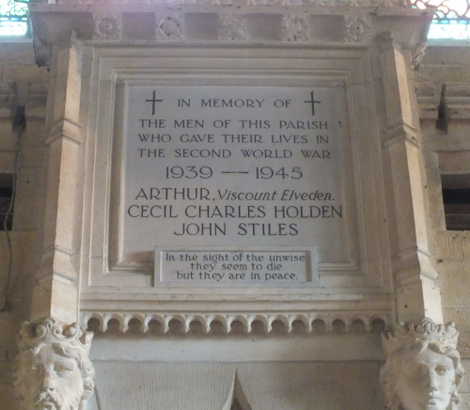 † IN MEMORY OF †
THE MEN OF THIS PARISH
WHO GAVE THEIR LIVES IN
THE SECOND WORLD WAR
1939 — 1945
ARTHUR, Viscount Elveden.
CECIL CHARLES HOLDEN
JOHN STILES
In the sight of the unwise
they seem to die
but they are in peace.